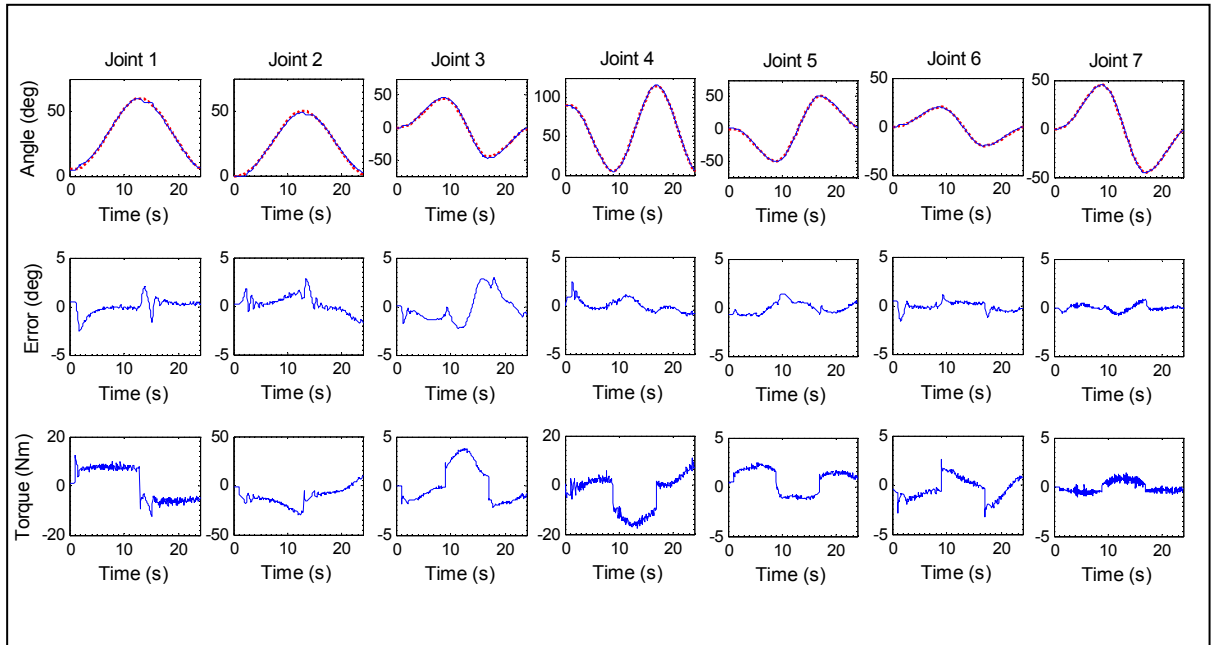 Joint 1 Joint 2 Joint 3 Joint 4 Joint 5 Joint 6 Joint 7
Angle (deg)
50 50 50 100 50 50 50
0 0 0 50 0 0 0
-50 0 -50 -50 -50
0 10 20 0 10 20 0 10 20 0 10 20 0 10 20 0 10 20 0 10 20
Time (s) Time (s) Time (s) Time (s) Time (s) Time (s) Time (s)
Error (deg)
5 5 5 5 5 5 5
0 0 0 0 0 0 0
-5 -5 -5 -5 -5 -5 -5
0 10 20 0 10 20 0 10 20 0 10 20 0 10 20 0 10 20 0 10 20
Time (s) Time (s) Time (s) Time (s) Time (s) Time (s) Time (s)
Torque (Nm)
20 50 5 20 5 5 5
0 0 0 0 0 0 0
-20 -50 -5 -20 -5 -5 -5
0 10 20 0 10 20 0 10 20 0 10 20 0 10 20 0 10 20 0 10 20
Time (s) Time (s) Time (s) Time (s) Time (s) Time (s) Time (s)